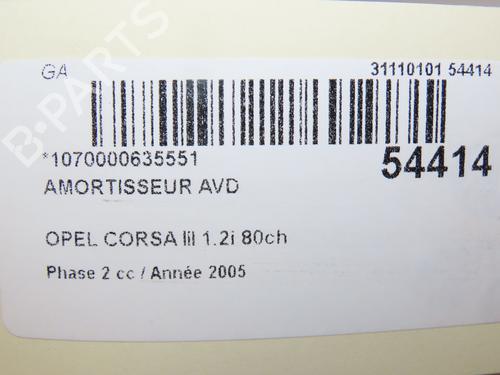 GA
31110101 54414
*1070000635551
54414
AMORTISSEUR AVD
OPEL CORSA III 1.2i 80ch
Phase 2 cc / Année 2005
B-PARTS